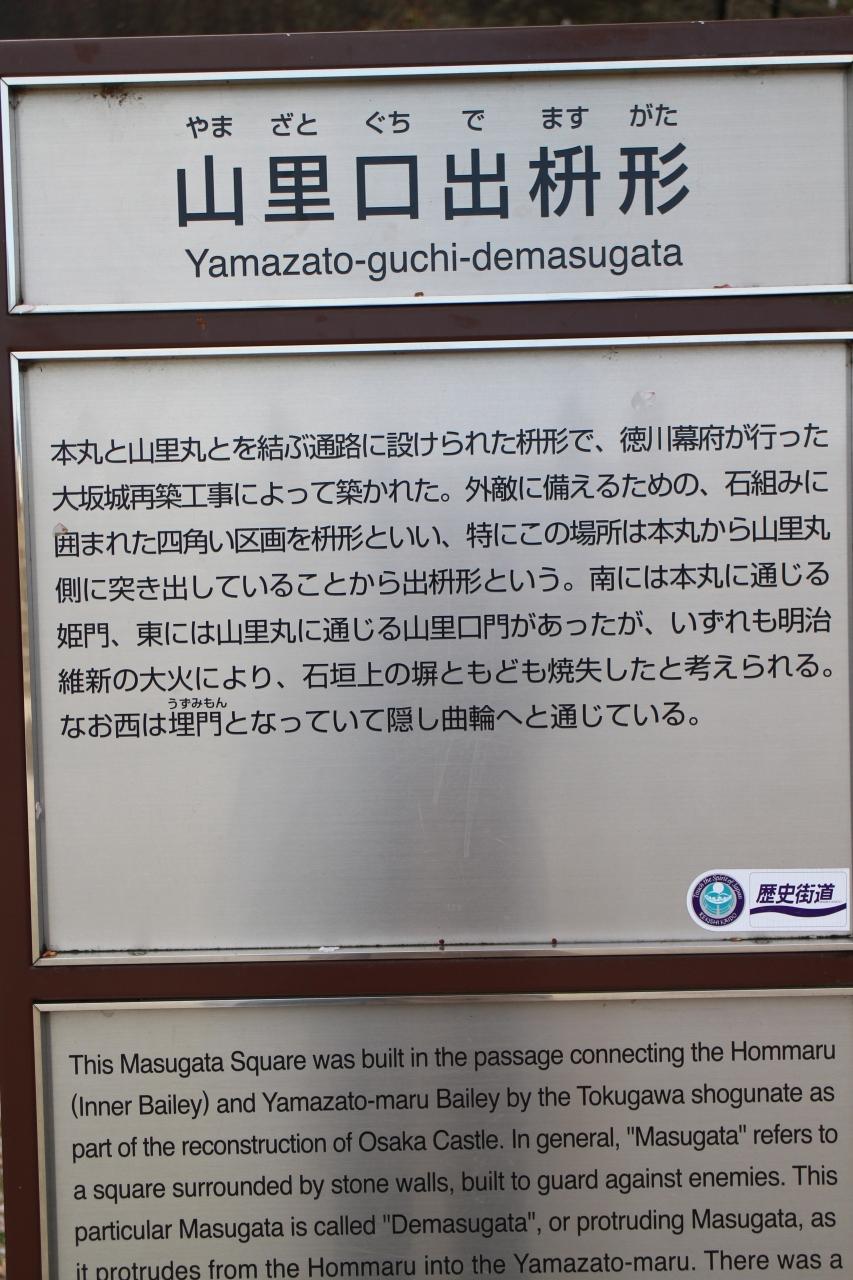 やま ざと ぐち で ます がた
山里口出枡形
Yamazato-guchi-demasugata
本丸と山里丸とを結ぶ通路に設けられた枡形で、徳川幕府が行った
大坂城再築工事によって築かれた。外敵に備えるための、石組みに
囲まれた四角い区画を枡形といい、特にこの場所は本丸から山里丸
側に突き出していることから出枡形という。南には本丸に通じる
姫門、東には山里丸に通じる山里口門があったが、いずれも明治
維新の大火により、石垣上の塀ともども焼失したと考えられる。
うずみもん
なお西は埋門となっていて隠し曲輪へと通じている。
Touch the Spirit of Japan
REKISHI KAIDO
歴史街道
This Masugata Square was built in the passage connecting the Hommaru
(Inner Bailey) and Yamazato-maru Bailey by the Tokugawa shogunate as
part of the reconstruction of Osaka Castle. In general, "Masugata" refers to
a square surrounded by stone walls, built to guard against enemies. This
particular Masugata is called "Demasugata", or protruding Masugata, as
it protrudes from the Hommaru into the Yamazato-maru. There was a